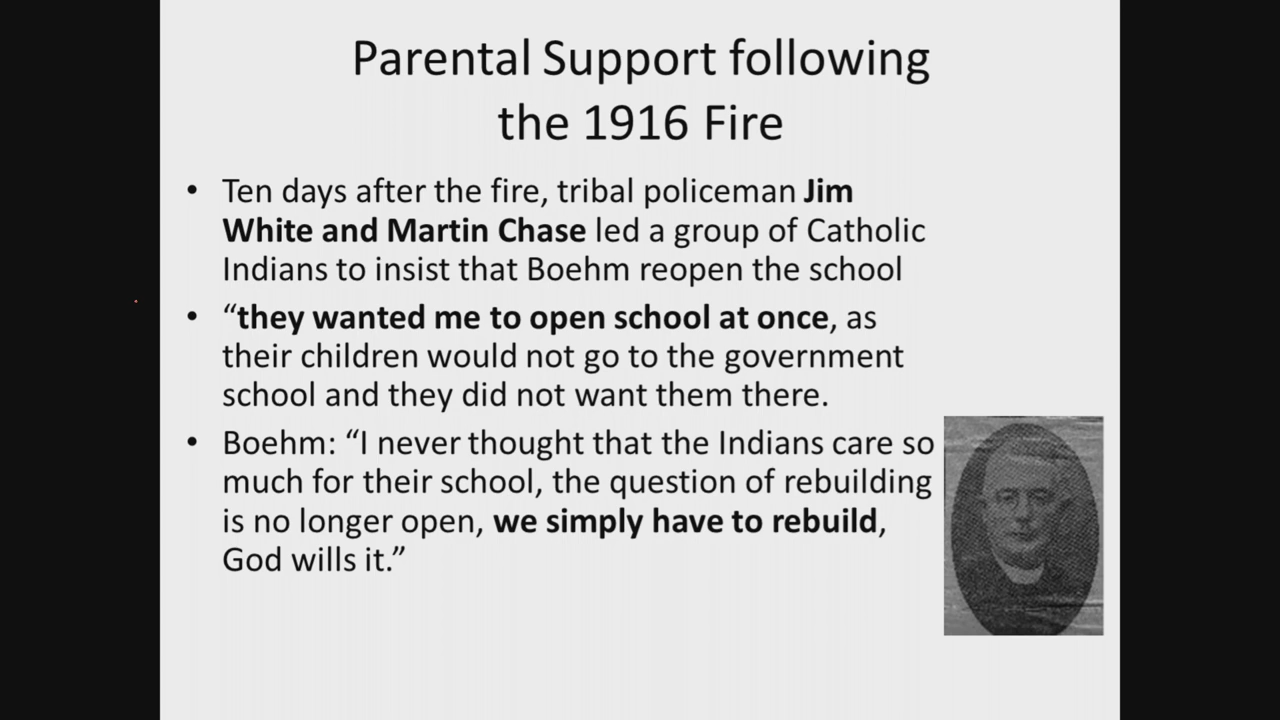 Parental Support following
the 1916 Fire
• Ten days after the fire, tribal policeman Jim
White and Martin Chase led a group of Catholic
Indians to insist that Boehm reopen the school
• “they wanted me to open school at once, as
their children would not go to the government
school and they did not want them there.
• Boehm: “I never thought that the Indians care so
much for their school, the question of rebuilding
is no longer open, we simply have to rebuild,
God wills it.”